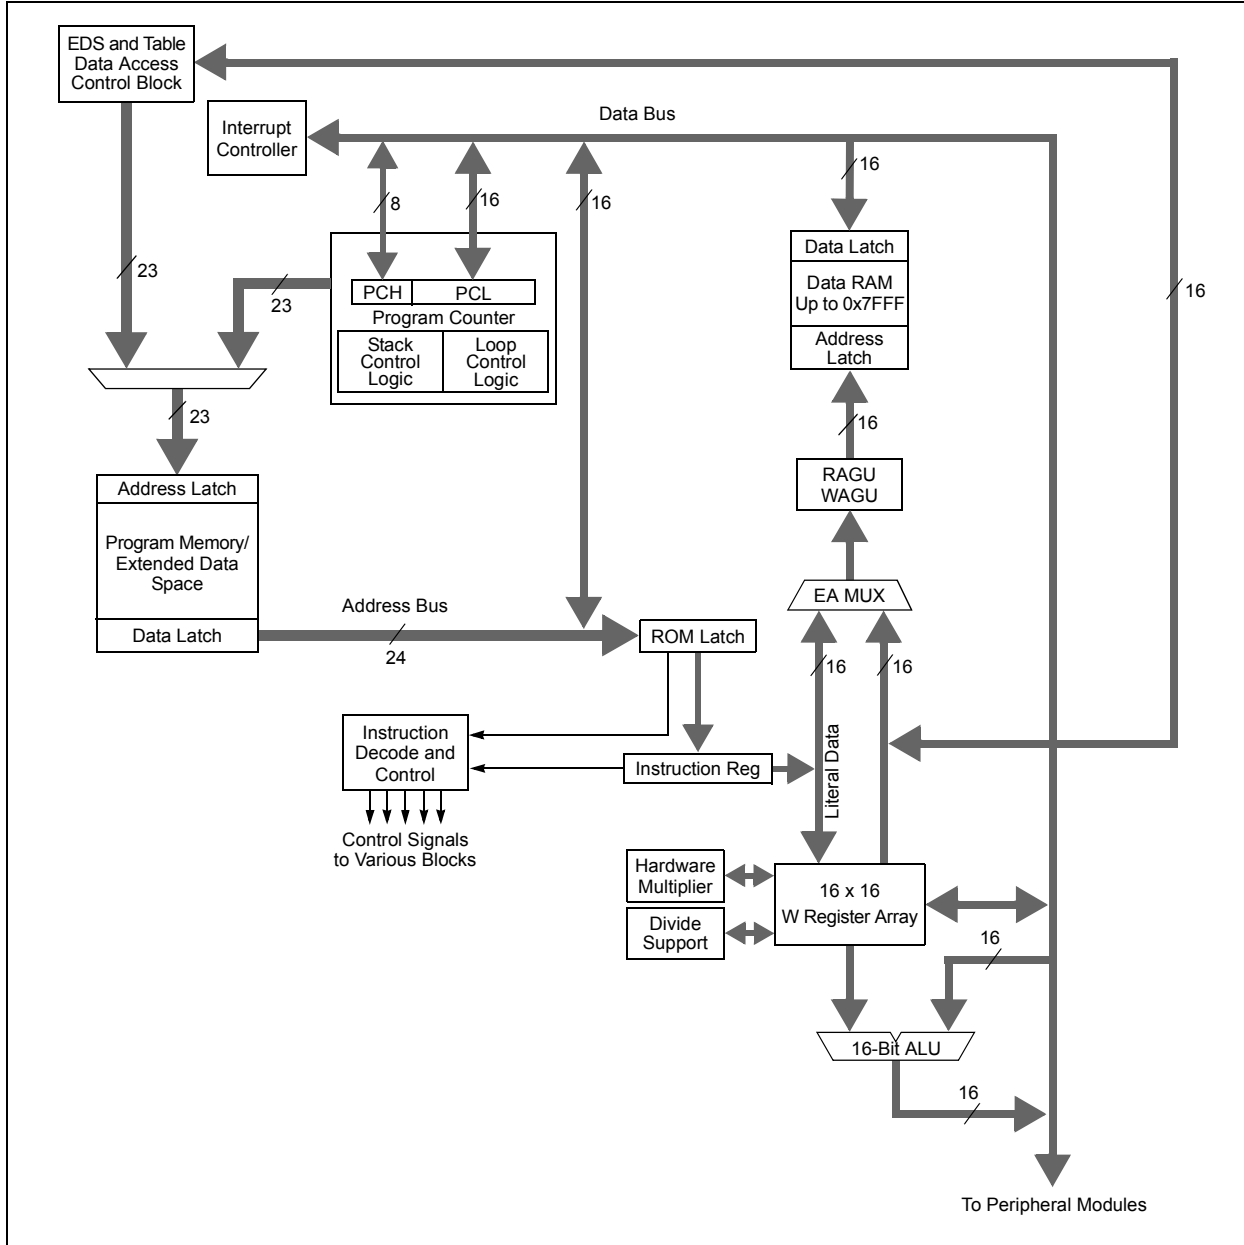 EDS and Table
Data Access
Control Block
16
Data Bus
Interrupt
Controller
16
8
16
16
Data Latch
Data RAM
Up to 0x7FFF
Address
Latch
23
23
16
PCH
PCL
Program Counter
Stack
Control
Logic
Loop
Control
Logic
23
16
RAGU
WAGU
Address Latch
Program Memory/
Extended Data
Space
Data Latch
EA MUX
Address Bus
24
ROM Latch
16
16
Instruction
Decode and
Control
Instruction Reg
Literal Data
Control Signals
to Various Blocks
Hardware
Multiplier
16 x 16
W Register Array
Divide
Support
16
16-Bit ALU
16
To Peripheral Modules